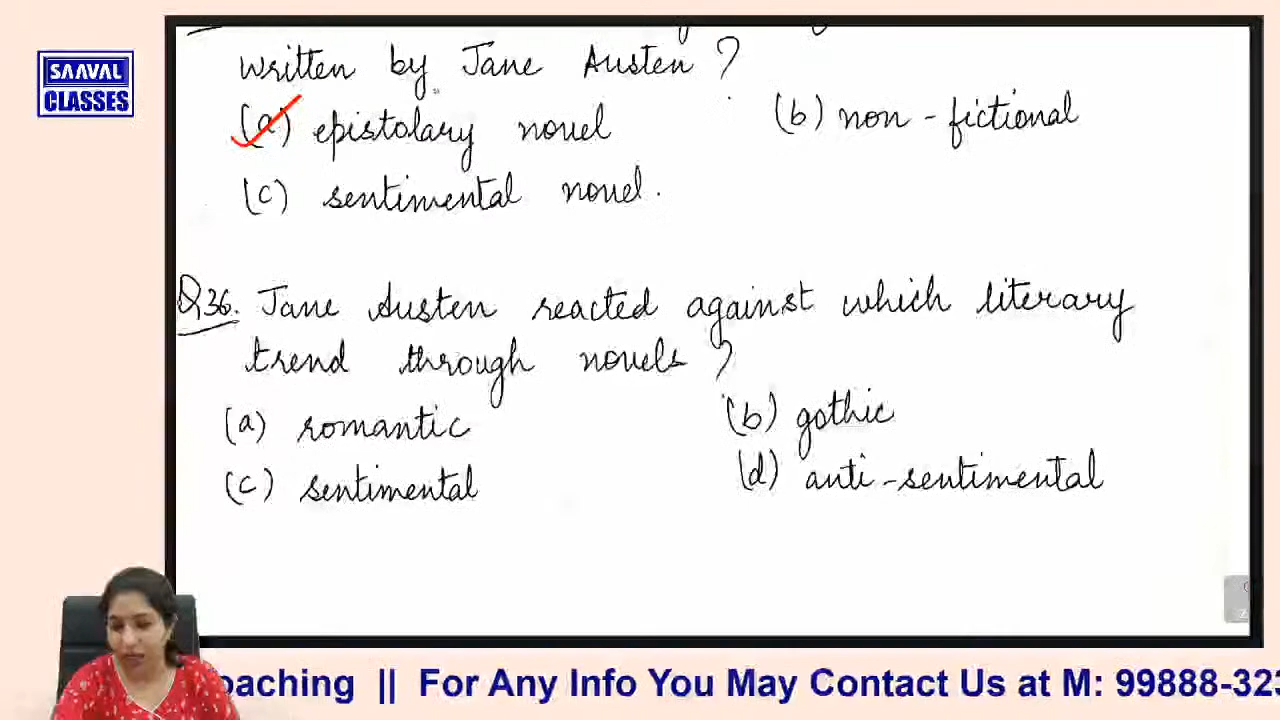 SAAVAL
CLASSES
written by Jane Austen ?
(a) epistolary novel (b) non-fictional
(c) sentimental novel.
Q36. Jane Austen reacted against which literary
trend through novels ?
(a) romantic (b) gothic
(c) sentimental (d) anti-sentimental
oaching || For Any Info You May Contact Us at M: 99888-323